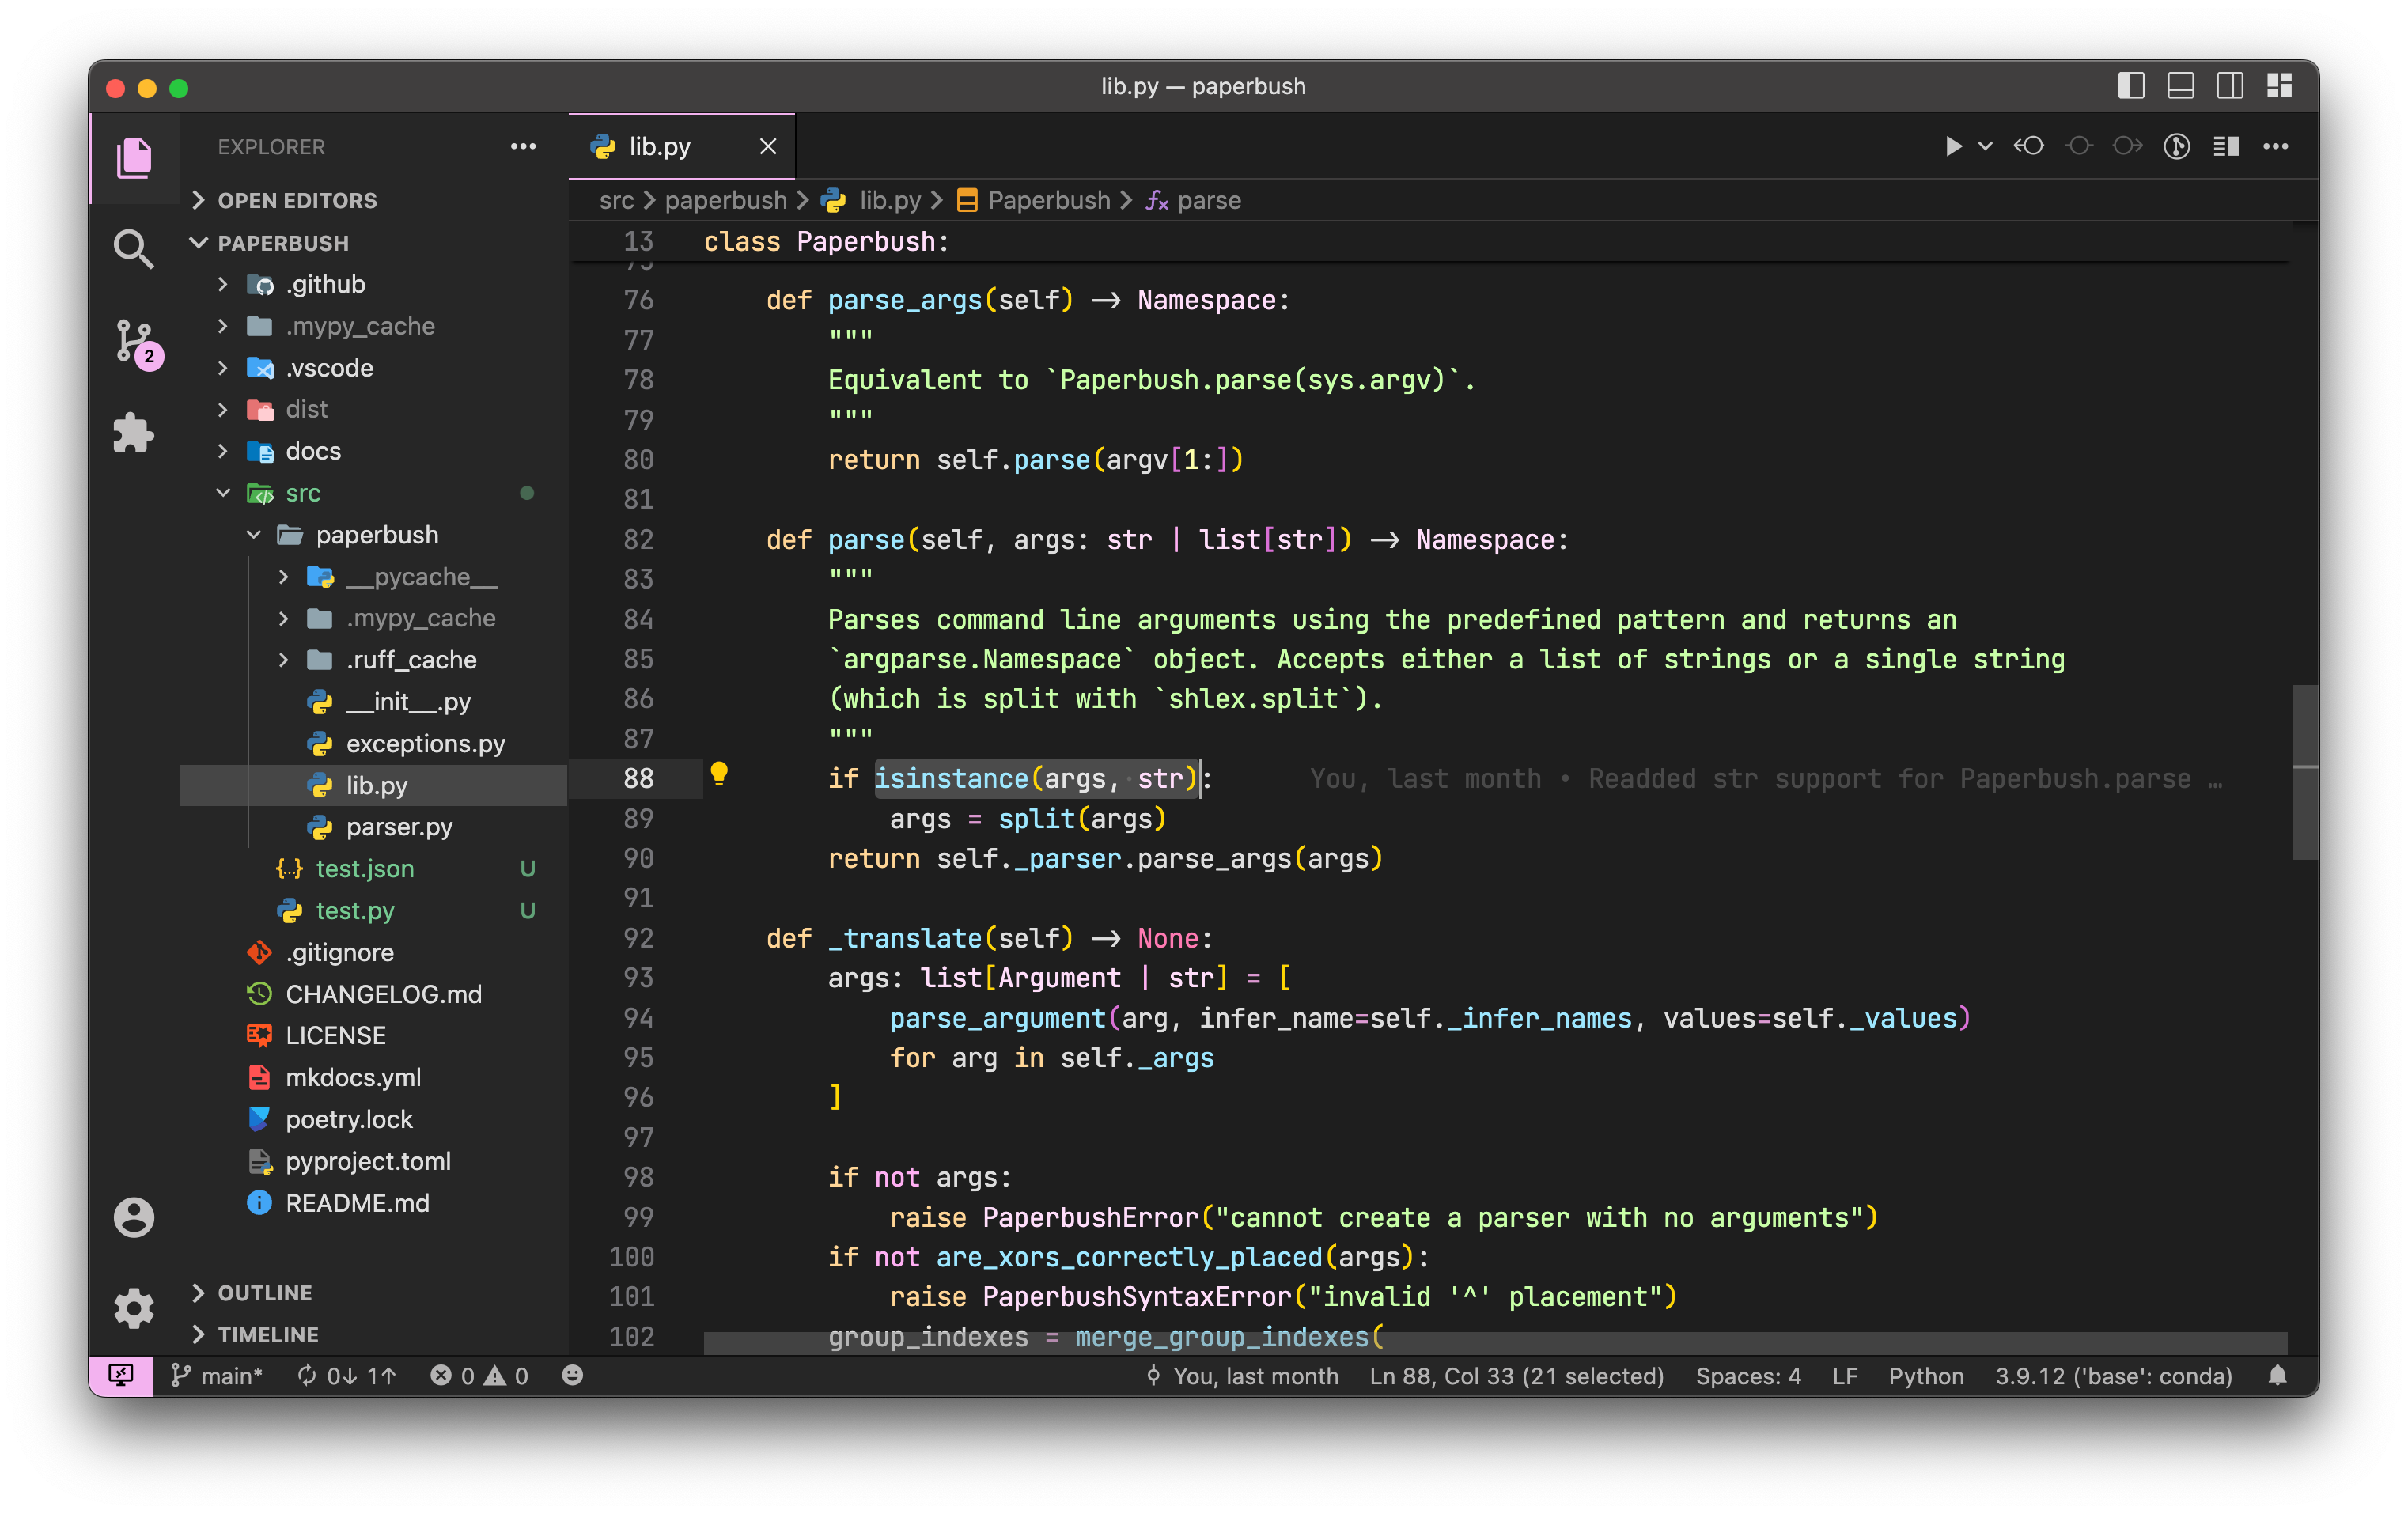 lib.py — paperbush
EXPLORER
OPEN EDITORS
PAPERBUSH
.github
.mypy_cache
.vscode
dist
docs
src
paperbush
__pycache__
.mypy_cache
.ruff_cache
__init__.py
exceptions.py
lib.py
parser.py
test.json U
test.py U
.gitignore
CHANGELOG.md
LICENSE
mkdocs.yml
poetry.lock
pyproject.toml
README.md
OUTLINE
TIMELINE
2
lib.py
src > paperbush > lib.py > Paperbush > parse
13 class Paperbush:
75
76 def parse_args(self) -> Namespace:
77 """
78 Equivalent to `Paperbush.parse(sys.argv)`.
79 """
80 return self.parse(argv[1:])
81
82 def parse(self, args: str | list[str]) -> Namespace:
83 """
84 Parses command line arguments using the predefined pattern and returns an
85 `argparse.Namespace` object. Accepts either a list of strings or a single string
86 (which is split with `shlex.split`).
87 """
88 if isinstance(args, str): You, last month • Readded str support for Paperbush.parse …
89 args = split(args)
90 return self._parser.parse_args(args)
91
92 def _translate(self) -> None:
93 args: list[Argument | str] = [
94 parse_argument(arg, infer_name=self._infer_names, values=self._values)
95 for arg in self._args
96 ]
97
98 if not args:
99 raise PaperbushError("cannot create a parser with no arguments")
100 if not are_xors_correctly_placed(args):
101 raise PaperbushSyntaxError("invalid '^' placement")
102 group_indexes = merge_group_indexes(
main* 0↓ 1↑ 0 0 You, last month Ln 88, Col 33 (21 selected) Spaces: 4 LF Python 3.9.12 ('base': conda)